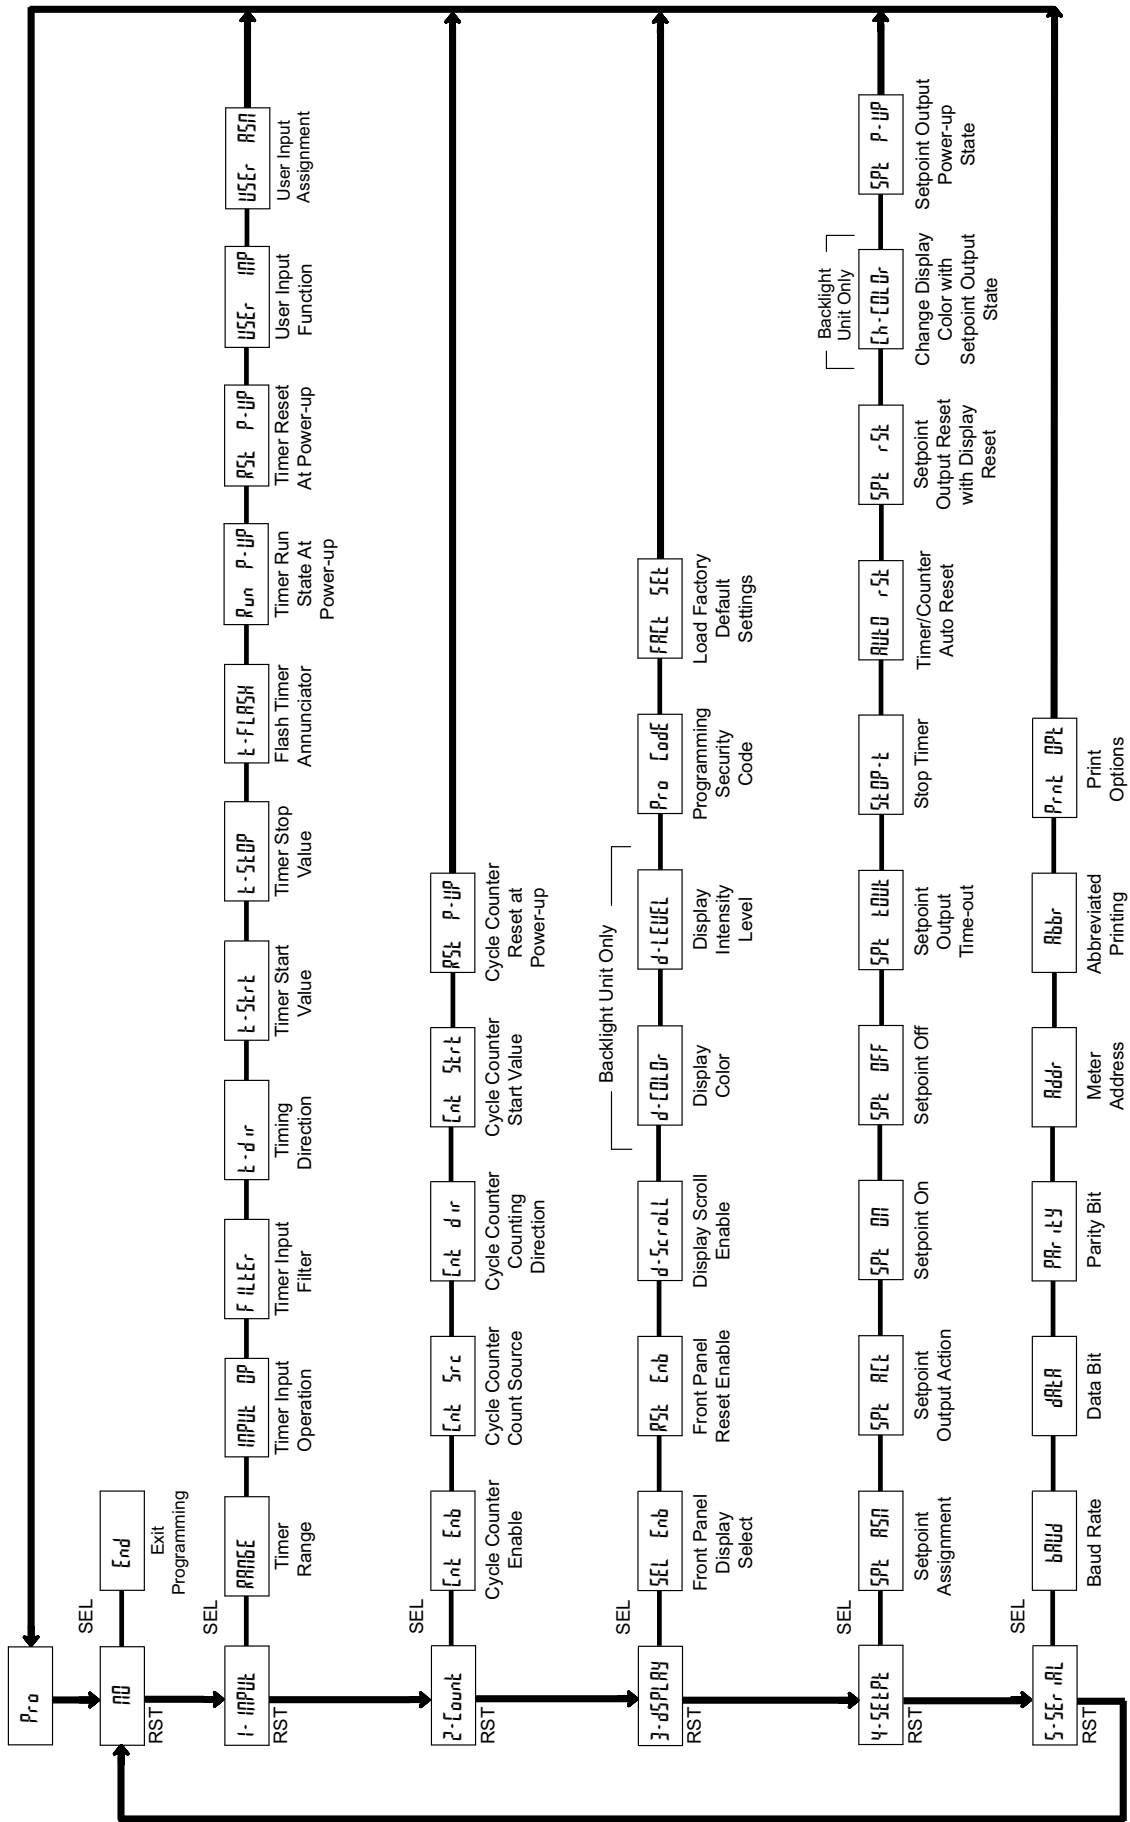 Pro
NO
RST
SEL
End
Exit
Programming
1-INPUt
RST
SEL
RANGE
Timer
Range
INPUt OP
Timer Input
Operation
FILtEr
Timer Input
Filter
t-dir
Timing
Direction
t-Strt
Timer Start
Value
t-StOP
Timer Stop
Value
t-FLASH
Flash Timer
Annunciator
Run P-UP
Timer Run
State At
Power-up
RSt P-UP
Timer Reset
At Power-up
USEr INP
User Input
Function
USEr ASN
User Input
Assignment
2-Count
RST
SEL
Cnt Enb
Cycle Counter
Enable
Cnt Src
Cycle Counter
Count Source
Cnt dir
Cycle Counter
Counting
Direction
Cnt Strt
Cycle Counter
Start Value
RSt P-UP
Cycle Counter
Reset at
Power-up
3-dSPLAY
RST
SEL
SEL Enb
Front Panel
Display
Select
RSt Enb
Front Panel
Reset Enable
d-ScroLL
Display Scroll
Enable
Backlight Unit Only
d-COLOr
Display
Color
d-LEVEL
Display
Intensity
Level
Pro CodE
Programming
Security
Code
FACt SEt
Load Factory
Default
Settings
4-SEtPt
RST
SEL
SPt ASN
Setpoint
Assignment
SPt ACt
Setpoint
Output Action
SPt ON
Setpoint On
SPt OFF
Setpoint Off
SPt tOUt
Setpoint
Output
Time-out
StOP-t
Stop Timer
AUtO rSt
Timer/Counter
Auto Reset
SPt rSt
Setpoint
Output Reset
with Display
Reset
Backlight
Unit Only
Ch-COLOr
Change Display
Color with
Setpoint Output
State
SPt P-UP
Setpoint Output
Power-up
State
5-SErIAL
RST
SEL
bAUd
Baud Rate
dAtA
Data Bit
PArity
Parity Bit
Addr
Meter
Address
Abbr
Abbreviated
Printing
Prnt OPt
Print
Options